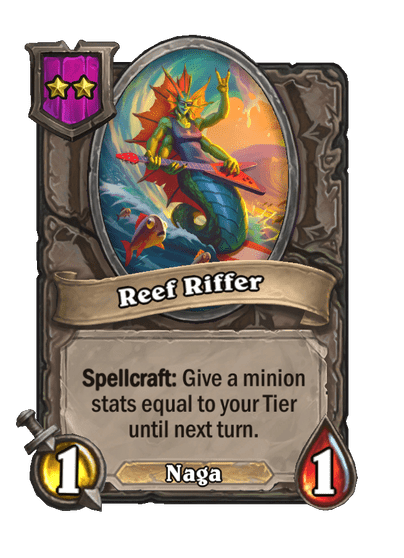 Reef Riffer
Spellcraft: Give a minion
stats equal to your Tier
until next turn.
1
Naga
1